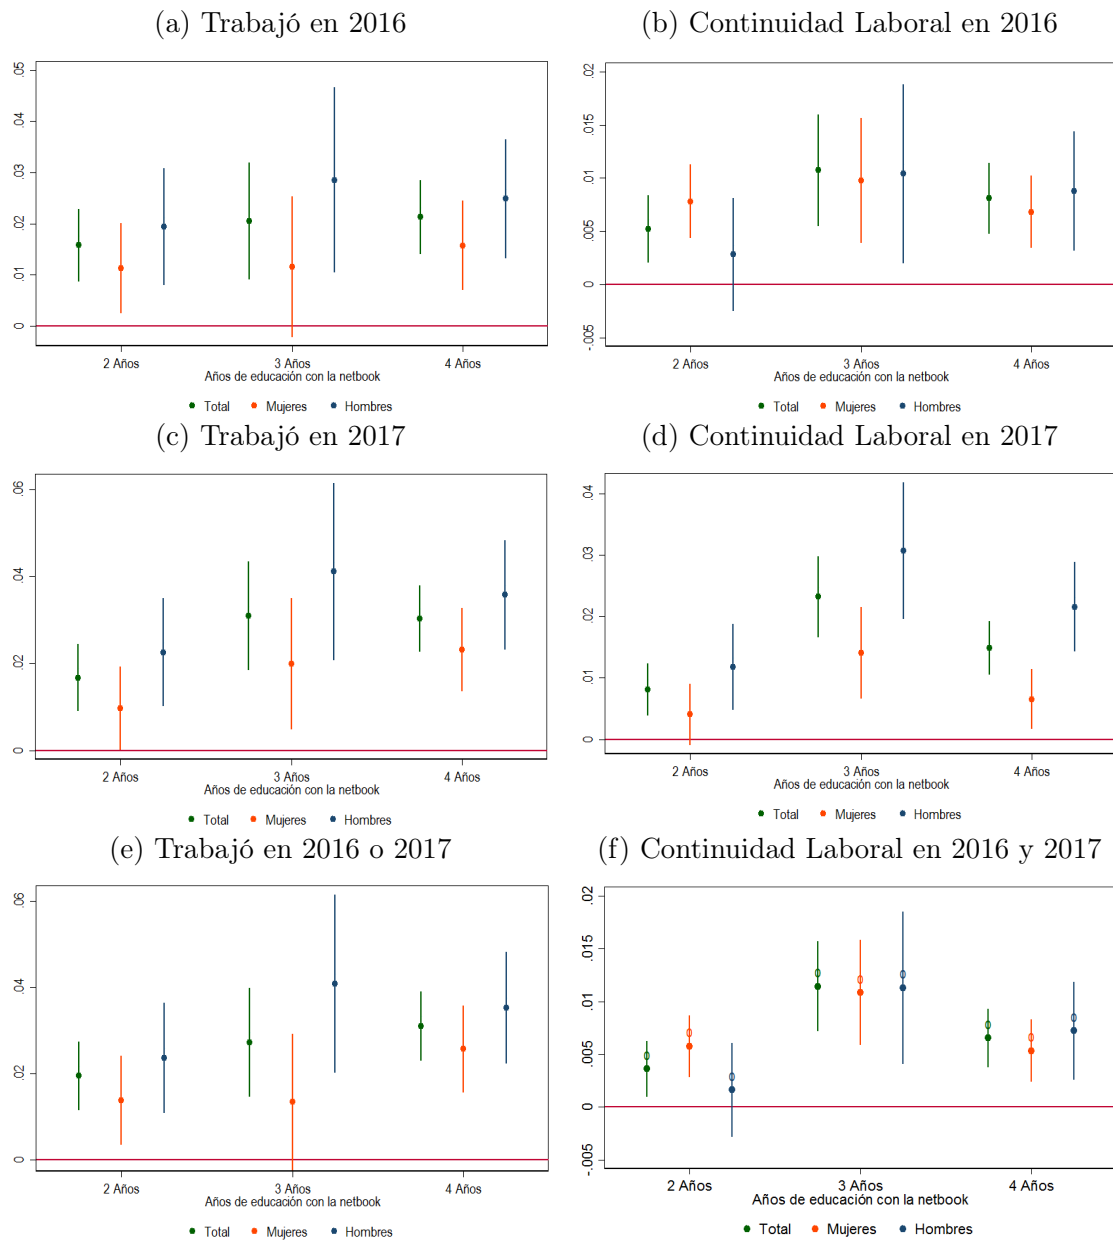 (a) Trabajó en 2016
.05
.04
.03
.02
.01
0
2 Años
3 Años
4 Años
Años de educación con la netbook
Total
Mujeres
Hombres
(b) Continuidad Laboral en 2016
.02
.015
.01
.005
0
-.005
2 Años
3 Años
4 Años
Años de educación con la netbook
Total
Mujeres
Hombres
(c) Trabajó en 2017
.06
.04
.02
0
2 Años
3 Años
4 Años
Años de educación con la netbook
Total
Mujeres
Hombres
(d) Continuidad Laboral en 2017
.04
.03
.02
.01
0
2 Años
3 Años
4 Años
Años de educación con la netbook
Total
Mujeres
Hombres
(e) Trabajó en 2016 o 2017
.06
.04
.02
0
2 Años
3 Años
4 Años
Años de educación con la netbook
Total
Mujeres
Hombres
(f) Continuidad Laboral en 2016 y 2017
.02
.015
.01
.005
0
-.005
2 Años
3 Años
4 Años
Años de educación con la netbook
Total
Mujeres
Hombres